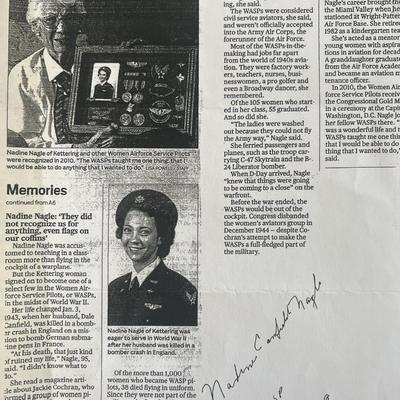 Nadine Nagle of Kettering and other Women Airforce Service Pilots
were recognized in 2010. "The WASPs taught me one thing, that I
would be able to do anything that I wanted to do."
Memories
continued from A6
Nadine Nagle: 'They did
not recognize us for
anything, even flags on
our coffins'
Nadine Nagle was accus-
tomed to teaching in a class-
room more than flying in the
cockpit of a warplane.
But the Kettering woman
signed on to become one of a
select few in the Women Air-
force Service Pilots, or WASPs,
in the midst of World War II.
Her life changed Jan. 3,
1943, when her husband, Dale
Canfield, was killed in a bomb-
er crash in England on a mis-
sion to bomb German subma-
rine pens in France.
"At his death, that just kind
of ruined my life," Nagle, 95,
said. "I didn't know what to
do."
She read a magazine arti-
cle about Jackie Cochran, who
formed a group of women pi-
Nadine Nagle of Kettering was
eager to serve in World War II
after her husband was killed in a
bomber crash in England.
Of the more than 1,000
women who became WASP pi-
lots, 38 died flying in uniform.
Since they were not part of the
ing, she said.
The WASPs were considered
civil service aviators, she said,
and weren't officially accepted
into the Army Air Corps, the
forerunner of the Air Force.
Most of the WASPs-in-the-
making had jobs far apart
from the world of 1940s avia-
tion. They were factory work-
ers, teachers, nurses, busi-
nesswomen, a pro golfer and
even a Broadway dancer, she
remembered.
Of the 105 women who start-
ed in her class, 55 graduated.
And so did she.
"The ladies were washed
out because they could not fly
the Army way," Nagle said.
She ferried passengers and
planes, such as the troop car-
rying C-47 Skytrain and the B-
24 Liberator bomber.
When D-Day arrived, Nagle
"knew that things were going
to be coming to a close" on the
warfront.
Before the war ended, the
WASPs would be out of the
cockpit. Congress disbanded
the women's aviators group in
December 1944 – despite Co-
chran's attempt to make the
WASPs a full-fledged part of
the military.
Nagle's career brought
the Miami Valley when he
stationed at Wright-Patter
Air Force Base. She retire
1982 as a kindergarten tea
She's acted as a mentor
young women with aspira
tions in aviation for decad
A granddaughter graduat
from the Air Force Acade
and became an aviation m
tenance officer.
In 2010, the Women Air
force Service Pilots receiv
the Congressional Gold M
in a ceremony at the Capit
Washington, D.C. Nagle jo
her fellow WASPs there. "
was a wonderful life and t
WASPs taught me one thi
that I would be able to do
thing that I wanted to do,"
said.
Nadine Canfield Nagle